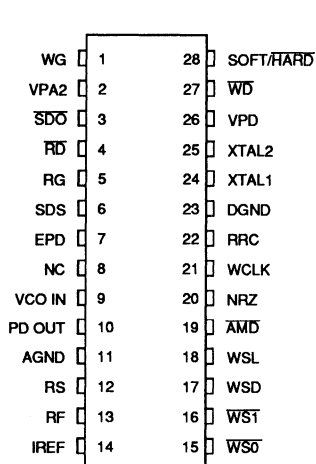 WG 1 28 SOFT/HARD
VPA2 2 27 WD
SDO 3 26 VPD
RD 4 25 XTAL2
RG 5 24 XTAL1
SDS 6 23 DGND
EPD 7 22 RRC
NC 8 21 WCLK
VCO IN 9 20 NRZ
PD OUT 10 19 AMD
AGND 11 18 WSL
RS 12 17 WSD
RF 13 16 WS1
IREF 14 15 WS0